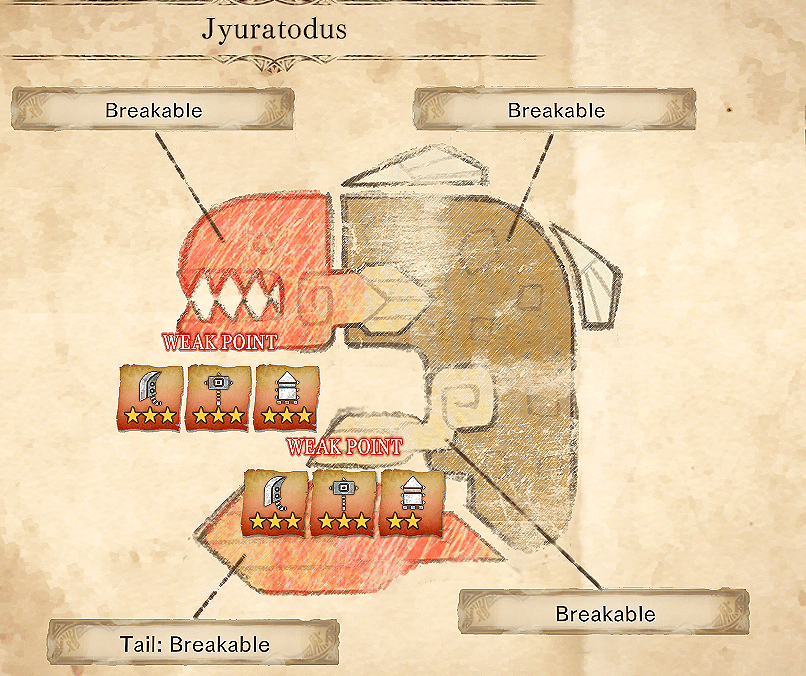 Jyuratodus
Breakable
Breakable
WEAK POINT
WEAK POINT
Breakable
Tail: Breakable